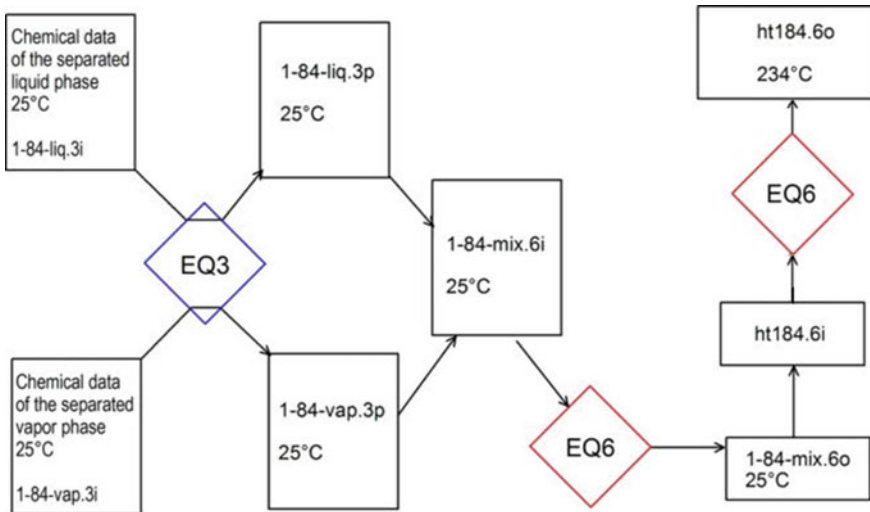 Chemical data
of the separated
liquid phase
25°C
1-84-liq.3i
1-84-liq.3p
25°C
EQ3
Chemical data
of the separated
vapor phase
25°C
1-84-vap.3i
1-84-vap.3p
25°C
1-84-mix.6i
25°C
EQ6
1-84-mix.6o
25°C
ht184.6i
EQ6
ht184.6o
234°C